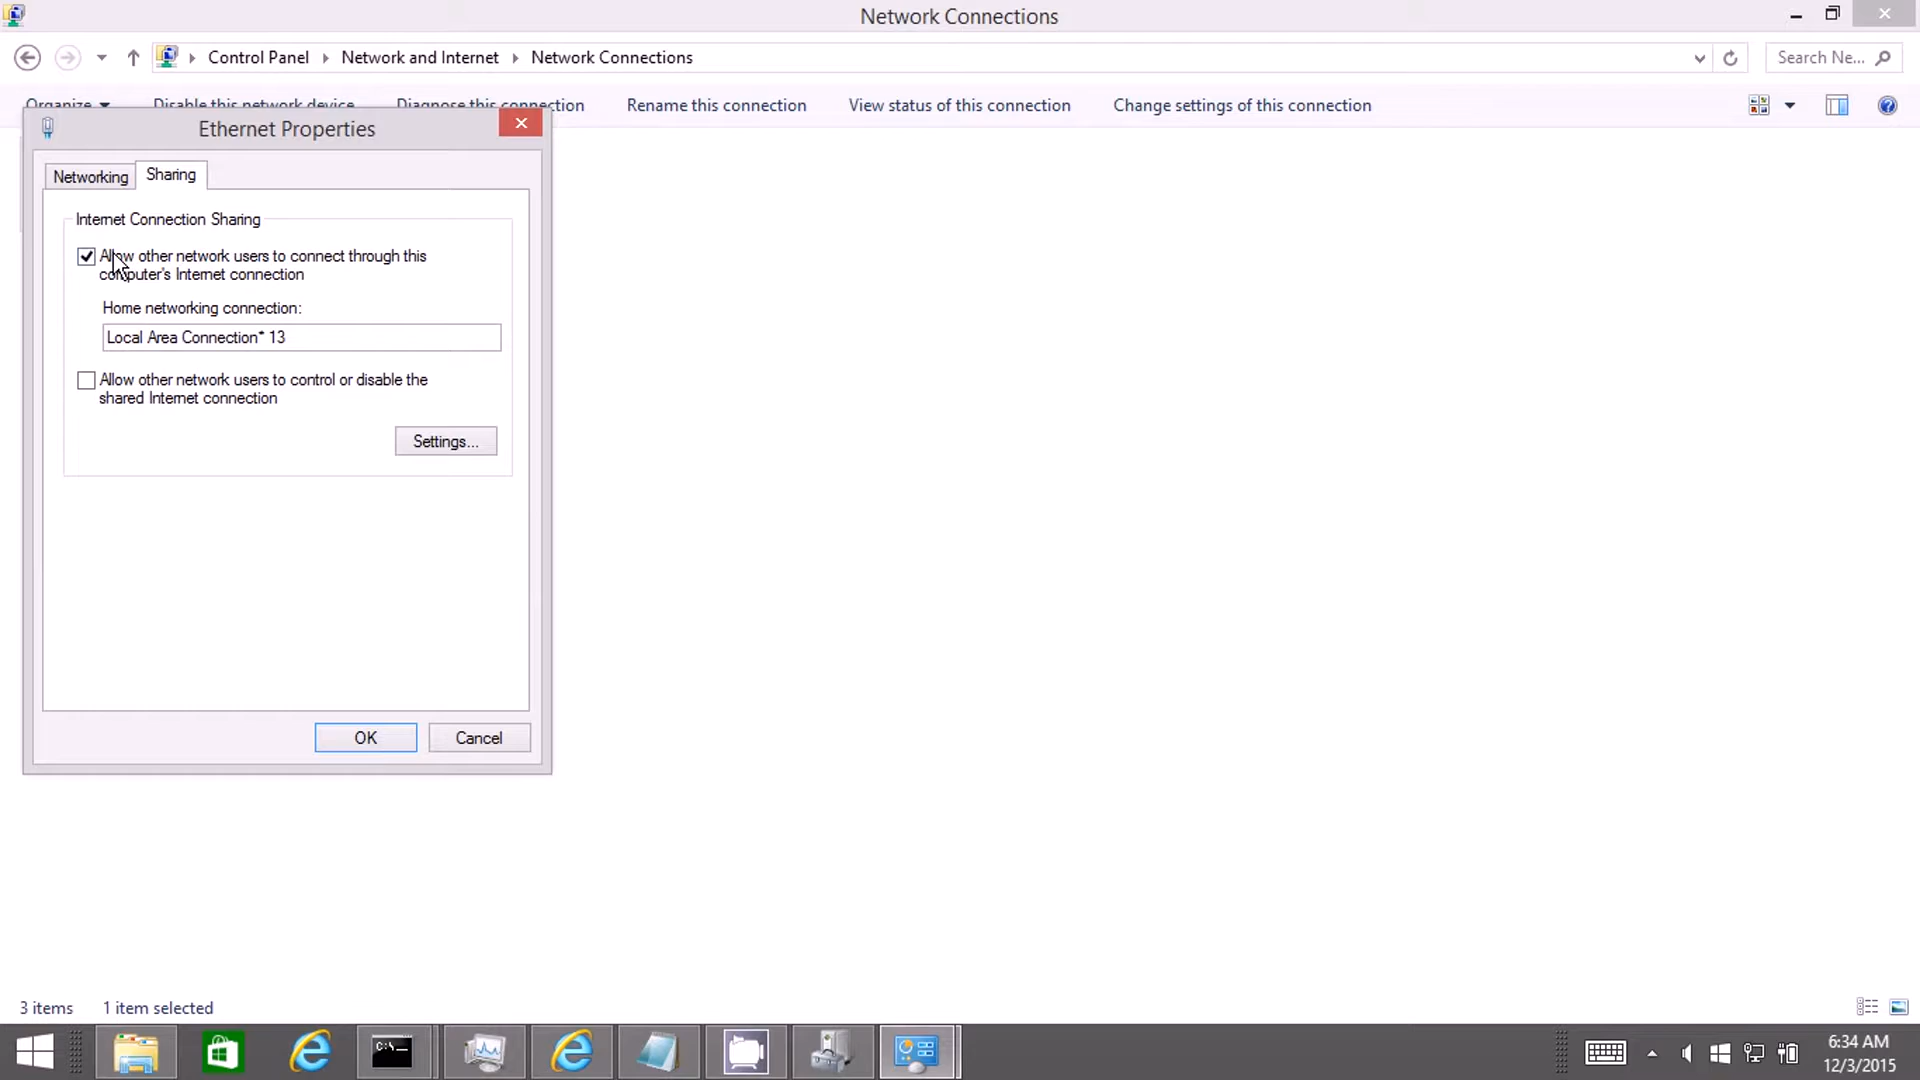 Network Connections
Control Panel Network and Internet Network Connections
Search Ne...
Organize Disable this network device Diagnose this connection Rename this connection View status of this connection Change settings of this connection
Ethernet Properties
Networking
Sharing
Internet Connection Sharing
Allow other network users to connect through this
computer's Internet connection
Home networking connection:
Local Area Connection* 13
Allow other network users to control or disable the
shared Internet connection
Settings...
OK
Cancel
3 items 1 item selected
C:\
6:34 AM
12/3/2015